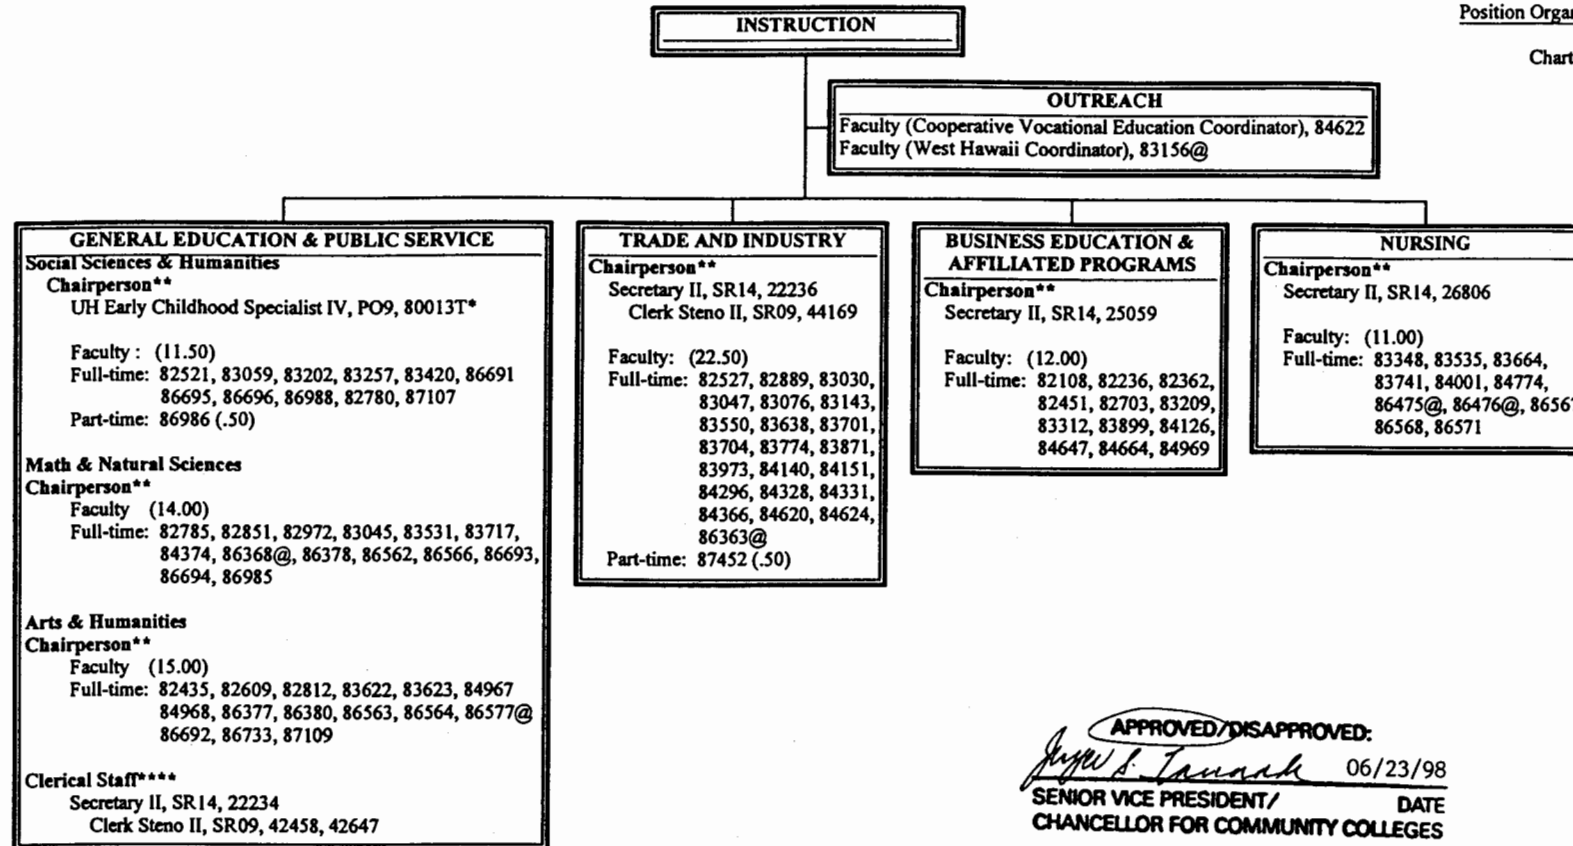 Position Organ
Chart
INSTRUCTION
OUTREACH
Faculty (Cooperative Vocational Education Coordinator), 84622
Faculty (West Hawaii Coordinator), 83156@
GENERAL EDUCATION & PUBLIC SERVICE
Social Sciences & Humanities
Chairperson**
UH Early Childhood Specialist IV, PO9, 80013T*
Faculty : (11.50)
Full-time: 82521, 83059, 83202, 83257, 83420, 86691
86695, 86696, 86988, 82780, 87107
Part-time: 86986 (.50)
Math & Natural Sciences
Chairperson**
Faculty (14.00)
Full-time: 82785, 82851, 82972, 83045, 83531, 83717,
84374, 86368@, 86378, 86562, 86566, 86693,
86694, 86985
Arts & Humanities
Chairperson**
Faculty (15.00)
Full-time: 82435, 82609, 82812, 83622, 83623, 84967
84968, 86377, 86380, 86563, 86564, 86577@
86692, 86733, 87109
Clerical Staff****
Secretary II, SR14, 22234
Clerk Steno II, SR09, 42458, 42647
TRADE AND INDUSTRY
Chairperson**
Secretary II, SR14, 22236
Clerk Steno II, SR09, 44169
Faculty: (22.50)
Full-time: 82527, 82889, 83030,
83047, 83076, 83143,
83550, 83638, 83701,
83704, 83774, 83871,
83973, 84140, 84151,
84296, 84328, 84331,
84366, 84620, 84624,
86363@
Part-time: 87452 (.50)
BUSINESS EDUCATION &
AFFILIATED PROGRAMS
Chairperson**
Secretary II, SR14, 25059
Faculty: (12.00)
Full-time: 82108, 82236, 82362,
82451, 82703, 83209,
83312, 83899, 84126,
84647, 84664, 84969
NURSING
Chairperson**
Secretary II, SR14, 26806
Faculty: (11.00)
Full-time: 83348, 83535, 83664,
83741, 84001, 84774,
86475@, 86476@,
86568, 86571
APPROVED/DISAPPROVED:
06/23/98
SENIOR VICE PRESIDENT/ DATE
CHANCELLOR FOR COMMUNITY COLLEGES